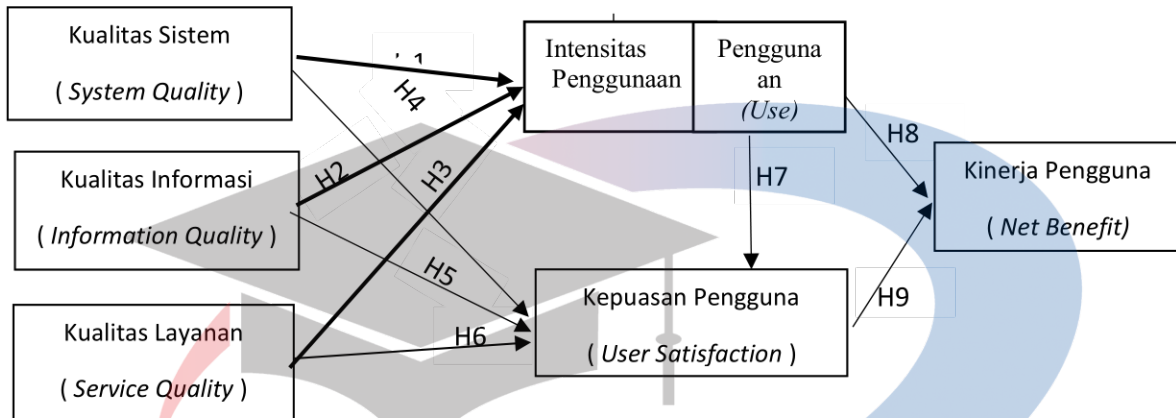 Kualitas Sistem
( System Quality )
Kualitas Informasi
( Information Quality )
Kualitas Layanan
( Service Quality )
Intensitas
Penggunaan
Pengguna
an
(Use)
Kepuasan Pengguna
( User Satisfaction )
Kinerja Pengguna
( Net Benefit)
H4
H2
H3
H5
H6
H7
H8
H9